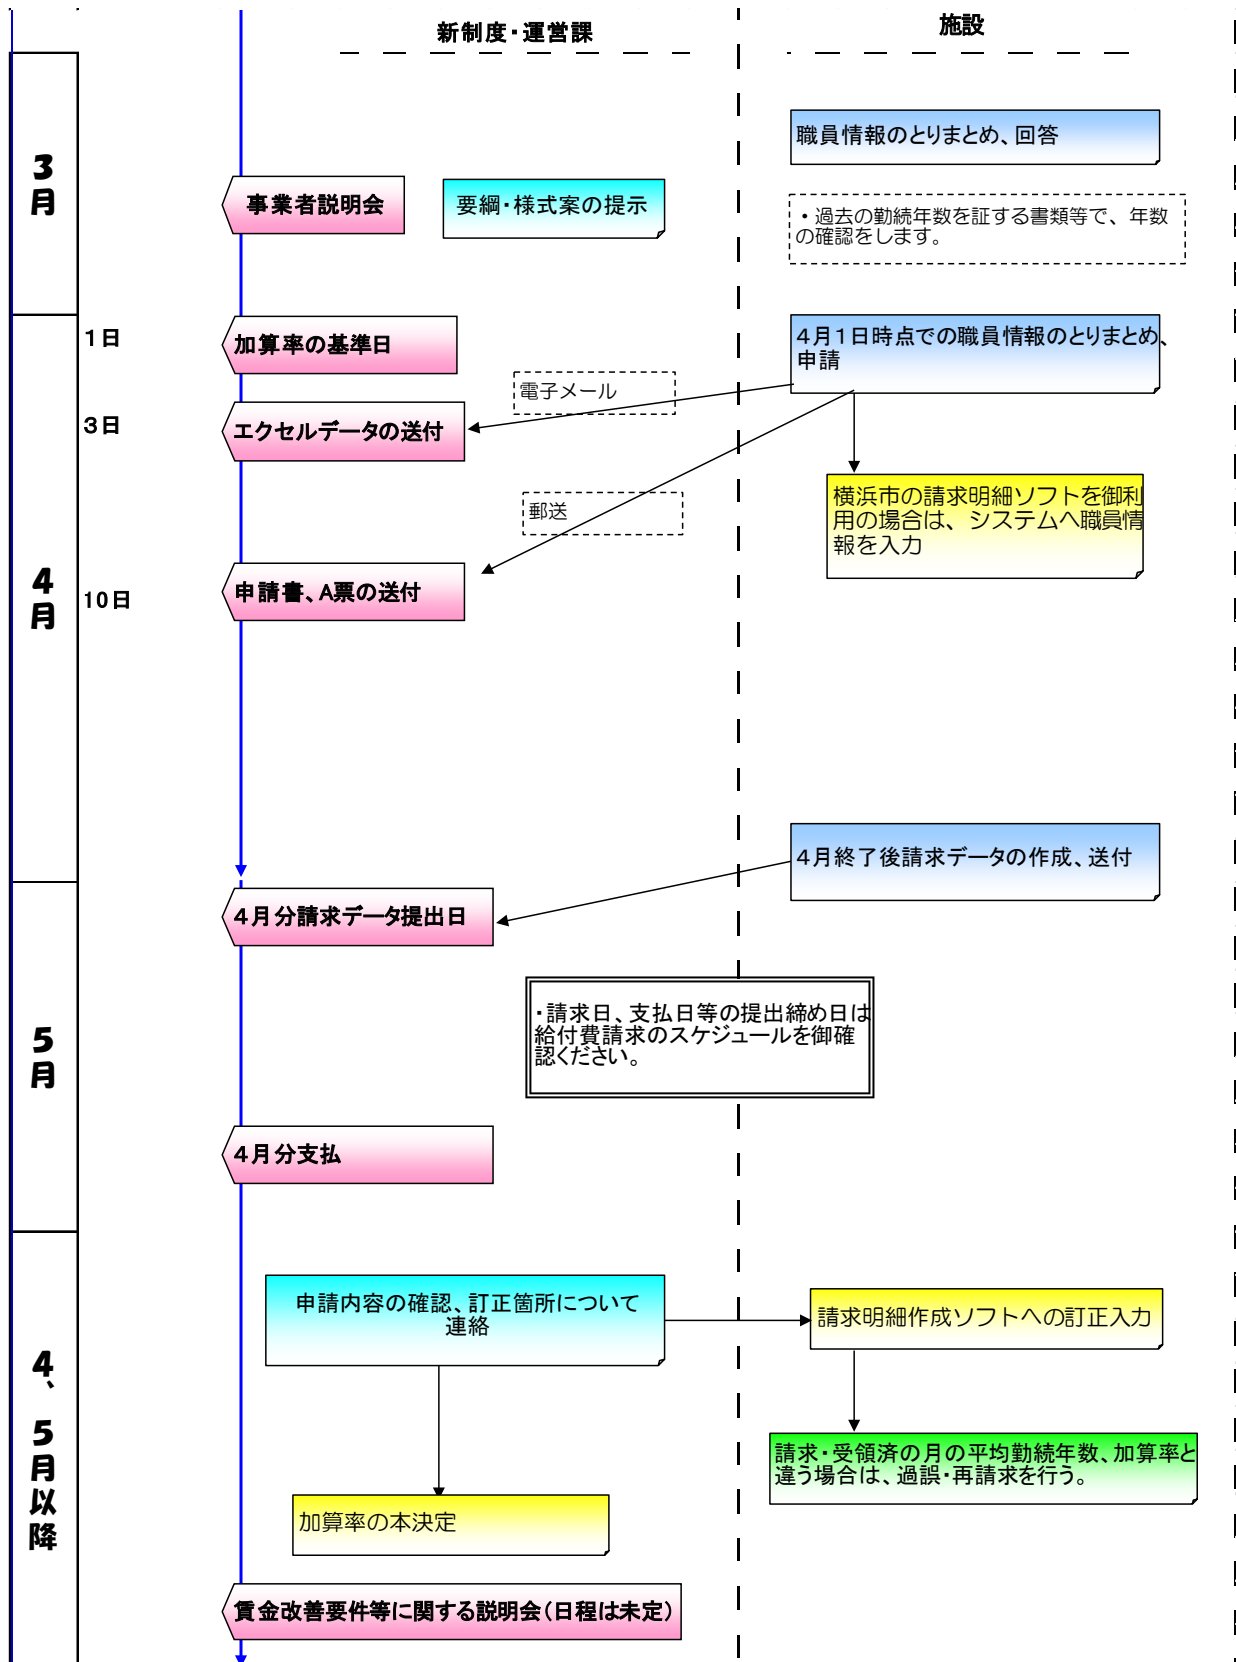 新制度・運営課
施設
3
月
職員情報のとりまとめ、回答
事業者説明会
要綱・様式案の提示
・過去の勤続年数を証する書類等で、年数
の確認をします。
4
月
1日
加算率の基準日
4月1日時点での職員情報のとりまとめ、
申請
電子メール
3日
エクセルデータの送付
横浜市の請求明細ソフトを御利
用の場合は、システムへ職員情
報を入力
郵送
10日
申請書、A票の送付
4月終了後請求データの作成、送付
5
月
4月分請求データ提出日
・請求日、支払日等の提出締め日は
給付費請求のスケジュールを御確
認ください。
4月分支払
4
、
5
月
以
降
申請内容の確認、訂正箇所について
連絡
請求明細作成ソフトへの訂正入力
請求・受領済の月の平均勤続年数、加算率と
違う場合は、過誤・再請求を行う。
加算率の本決定
賃金改善要件等に関する説明会(日程は未定)